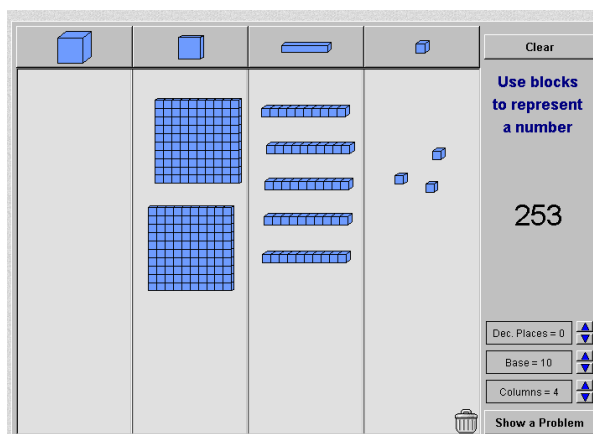 Clear
Use blocks
to represent
a number
253
Dec. Places = 0
Base = 10
Columns = 4
Show a Problem